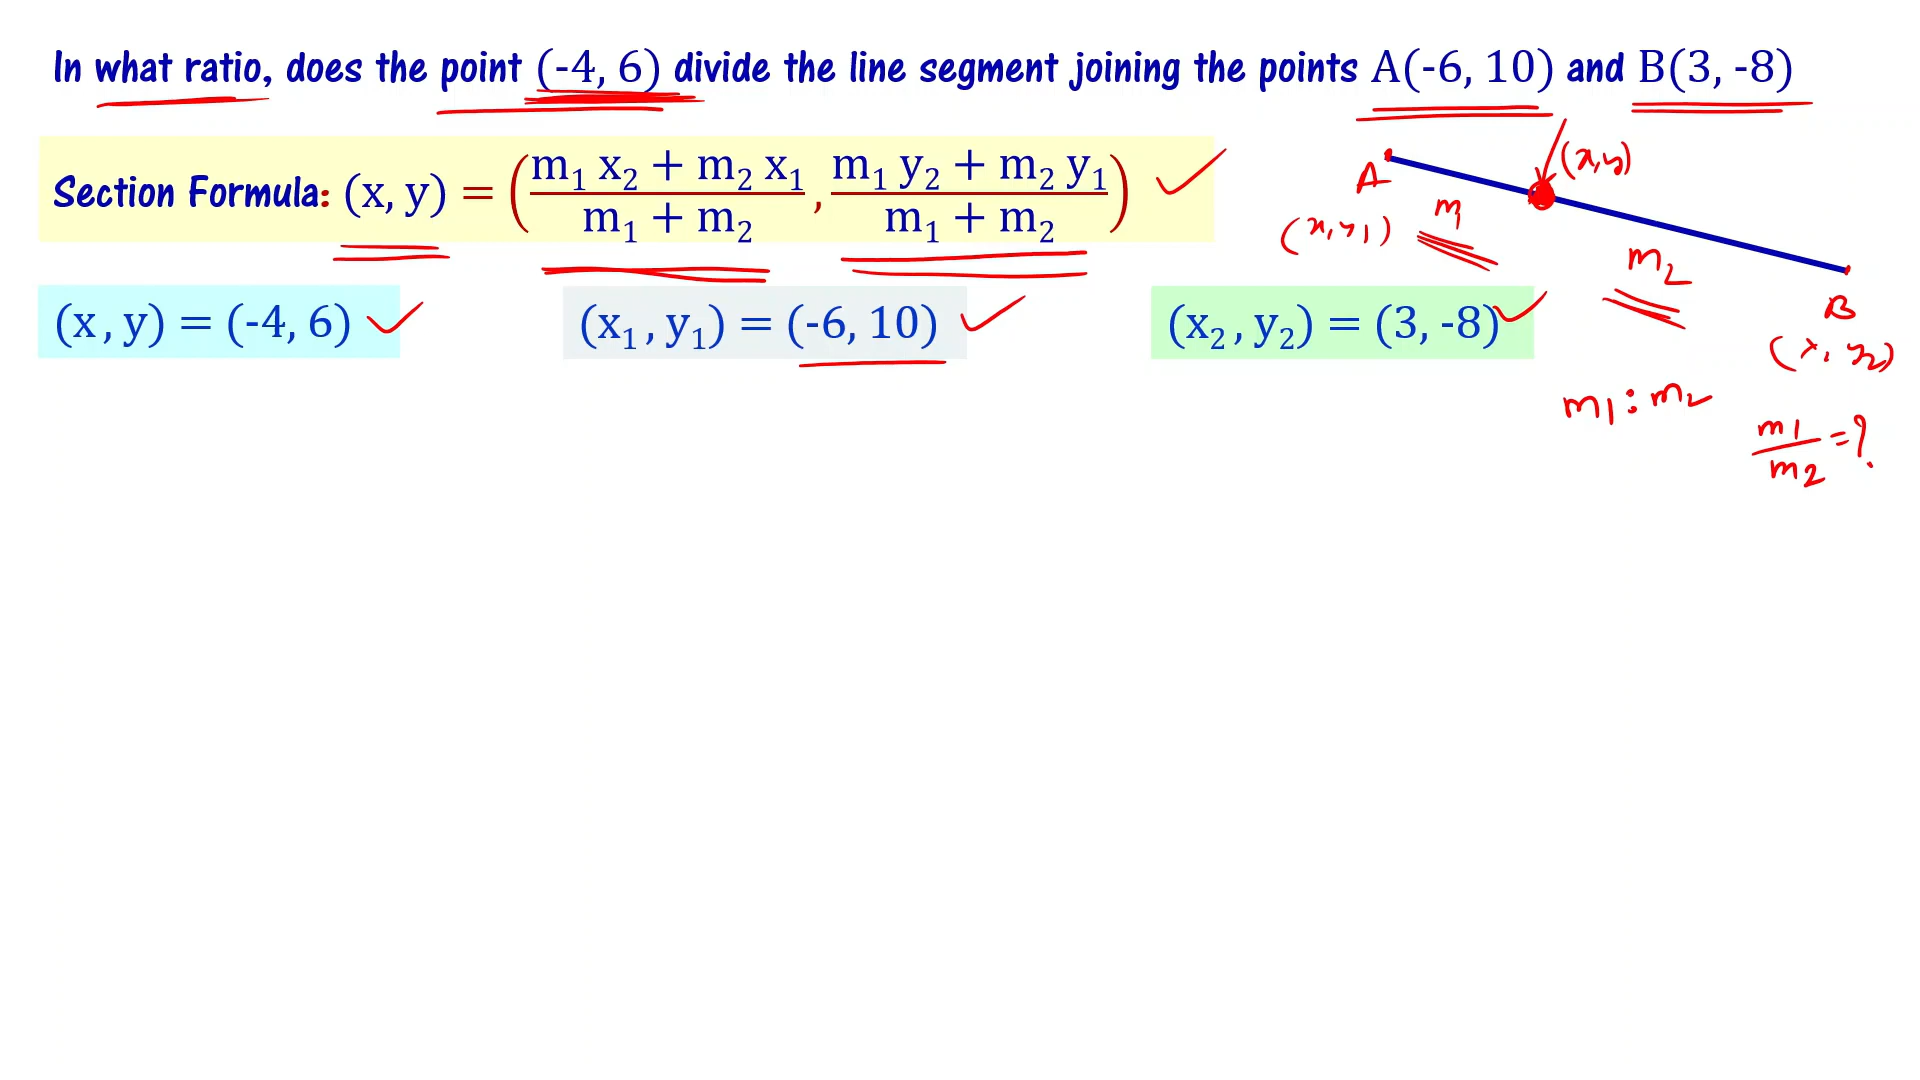 In what ratio, does the point (-4, 6) divide the line segment joining the points A(-6, 10) and B(3, -8)
Section Formula: (x, y) = ( (m₁ x₂ + m₂ x₁)/(m₁ + m₂) , (m₁ y₂ + m₂ y₁)/(m₁ + m₂) )
(x, y)
A
m₁
(x₁, y₁)
m₂
B
(x , y) = (-4, 6)
(x₁ , y₁) = (-6, 10)
(x₂ , y₂) = (3, -8)
m₁ : m₂
m₁/m₂ = ?